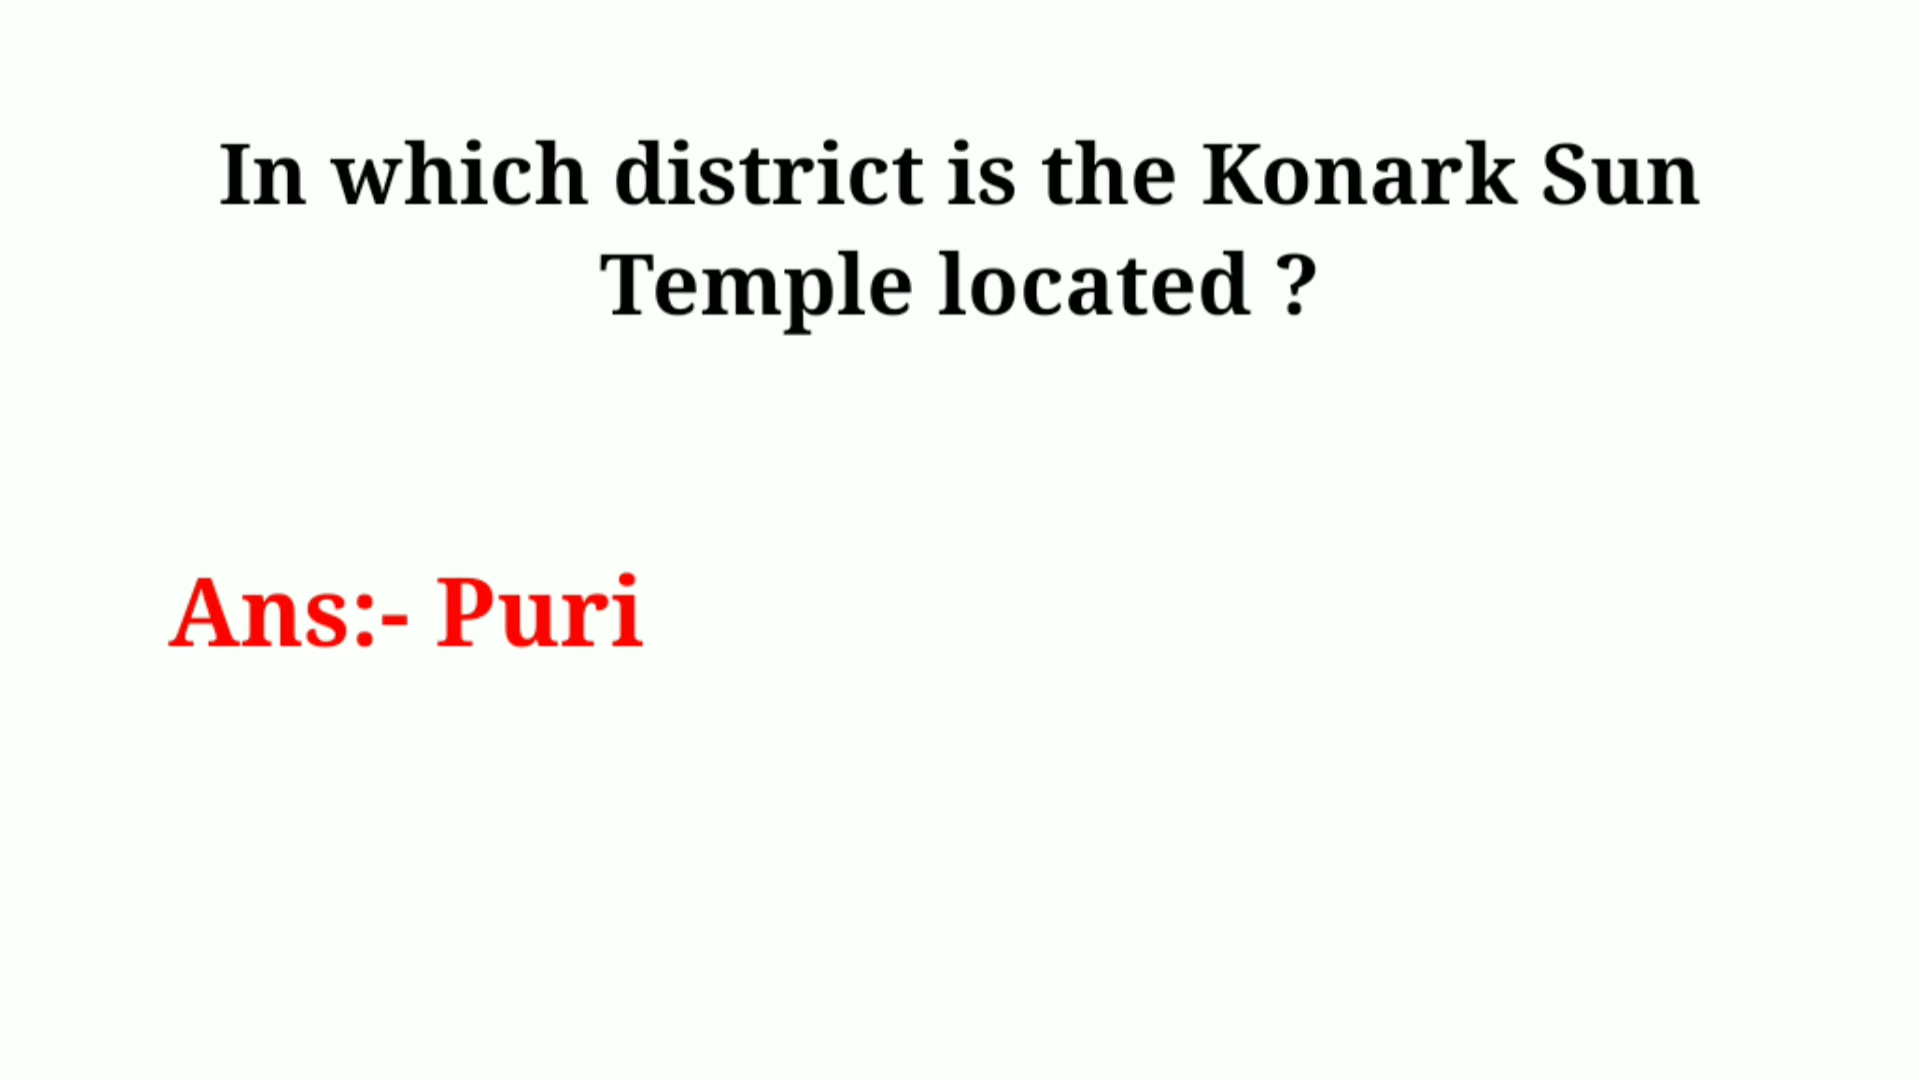 In which district is the Konark Sun
Temple located ?
Ans:- Puri